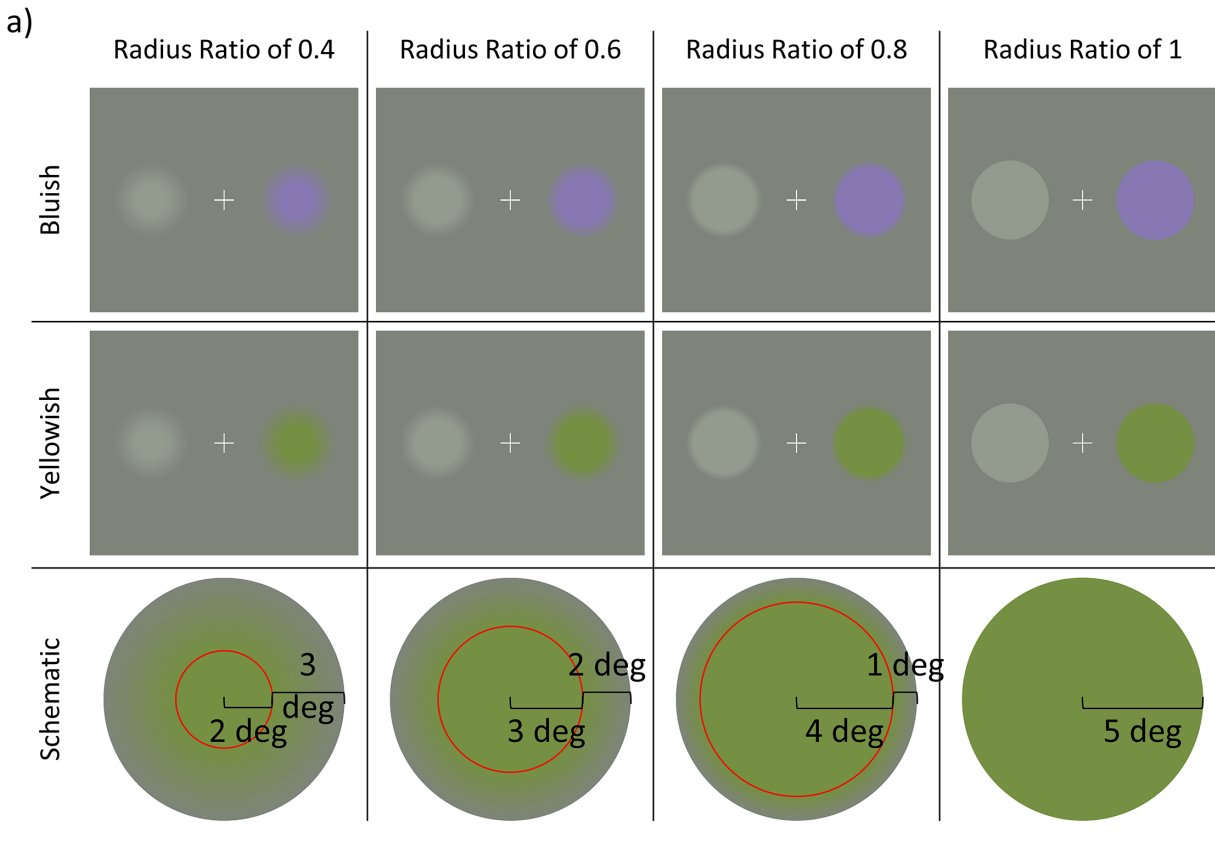 a)
Radius Ratio of 0.4
Radius Ratio of 0.6
Radius Ratio of 0.8
Radius Ratio of 1
Bluish
Yellowish
Schematic
3
deg
2 deg
2 deg
3 deg
1 deg
4 deg
5 deg